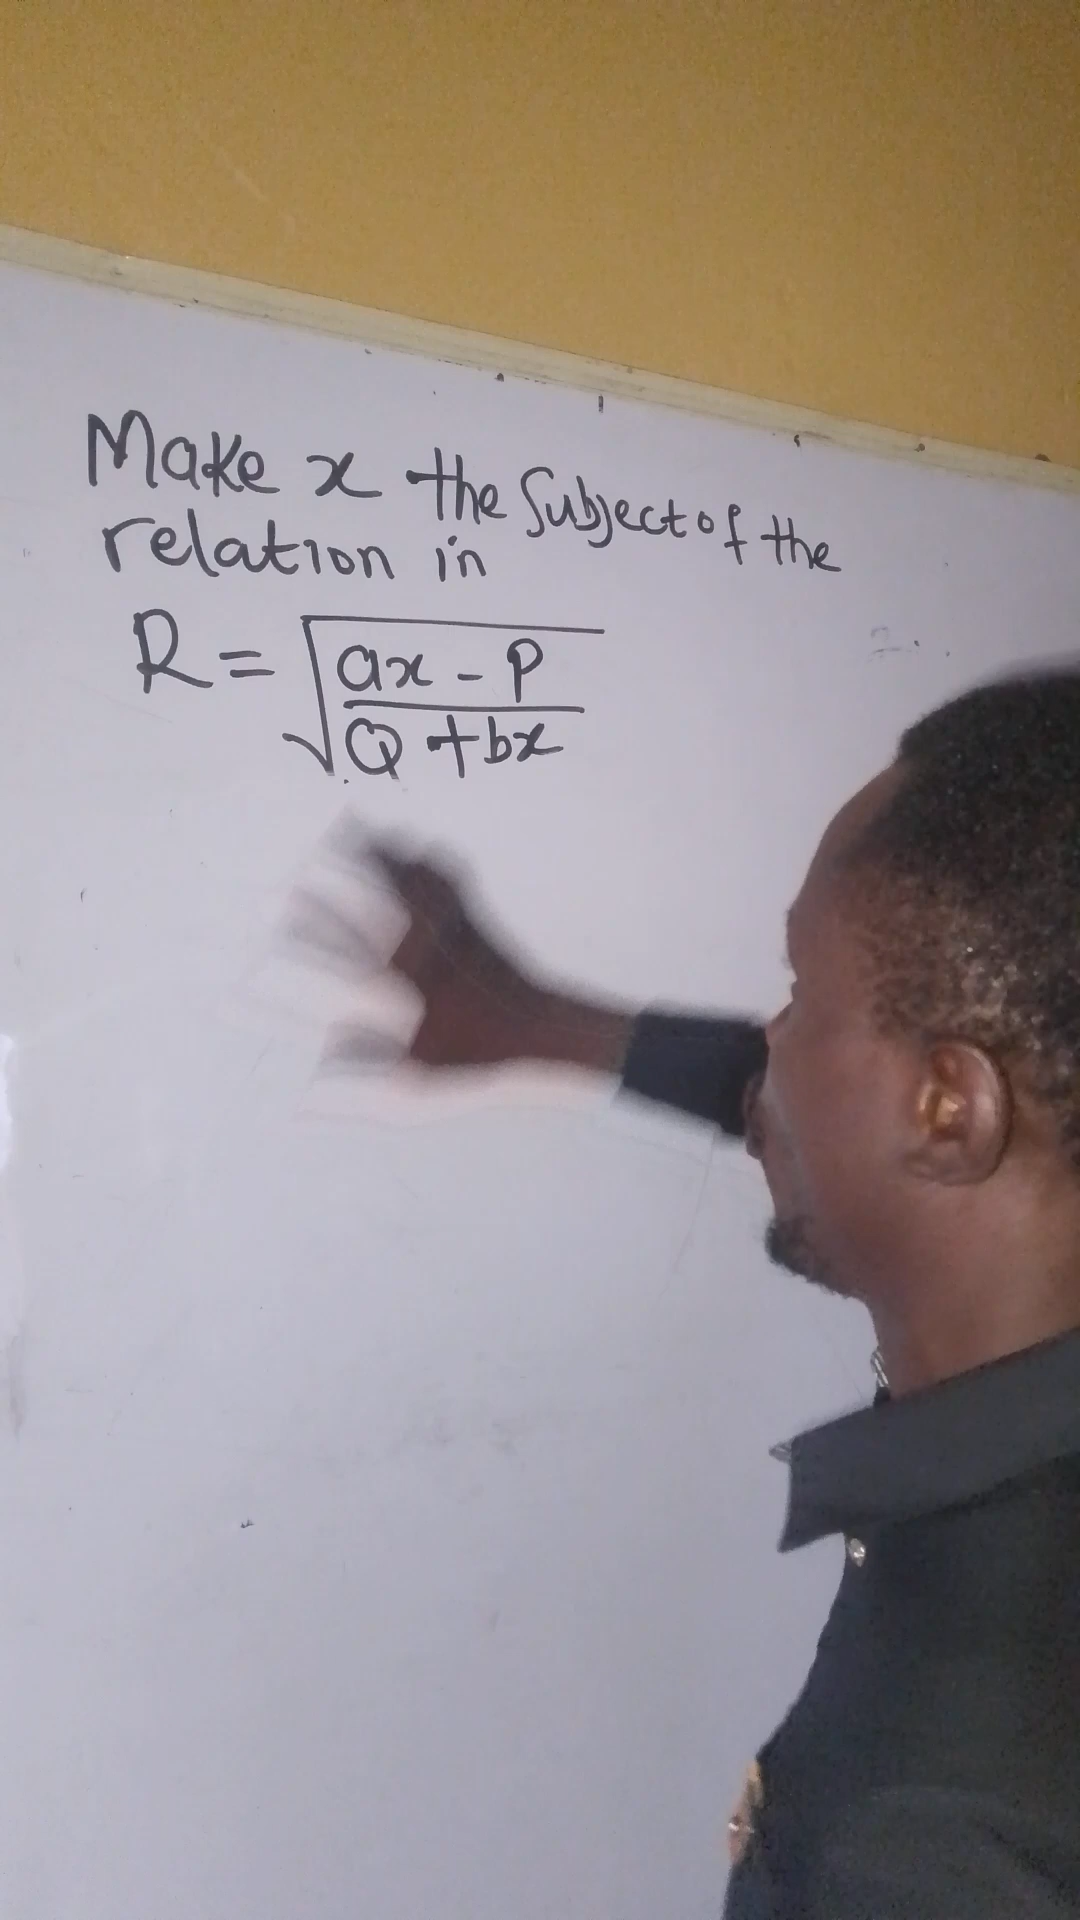 Make x the Subject of the
relation in
R = √(ax - P / Q + bx)